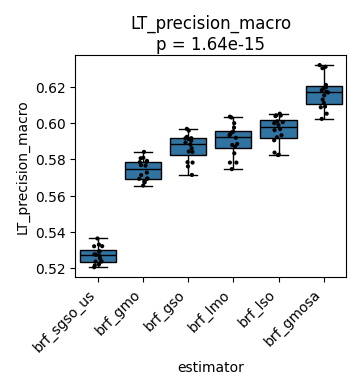 LT_precision_macro
p = 1.64e-15
LT_precision_macro
0.62
0.60
0.58
0.56
0.54
0.52
brf_sgso_us
brf_gmo
brf_gso
brf_lmo
brf_lso
brf_gmosa
estimator